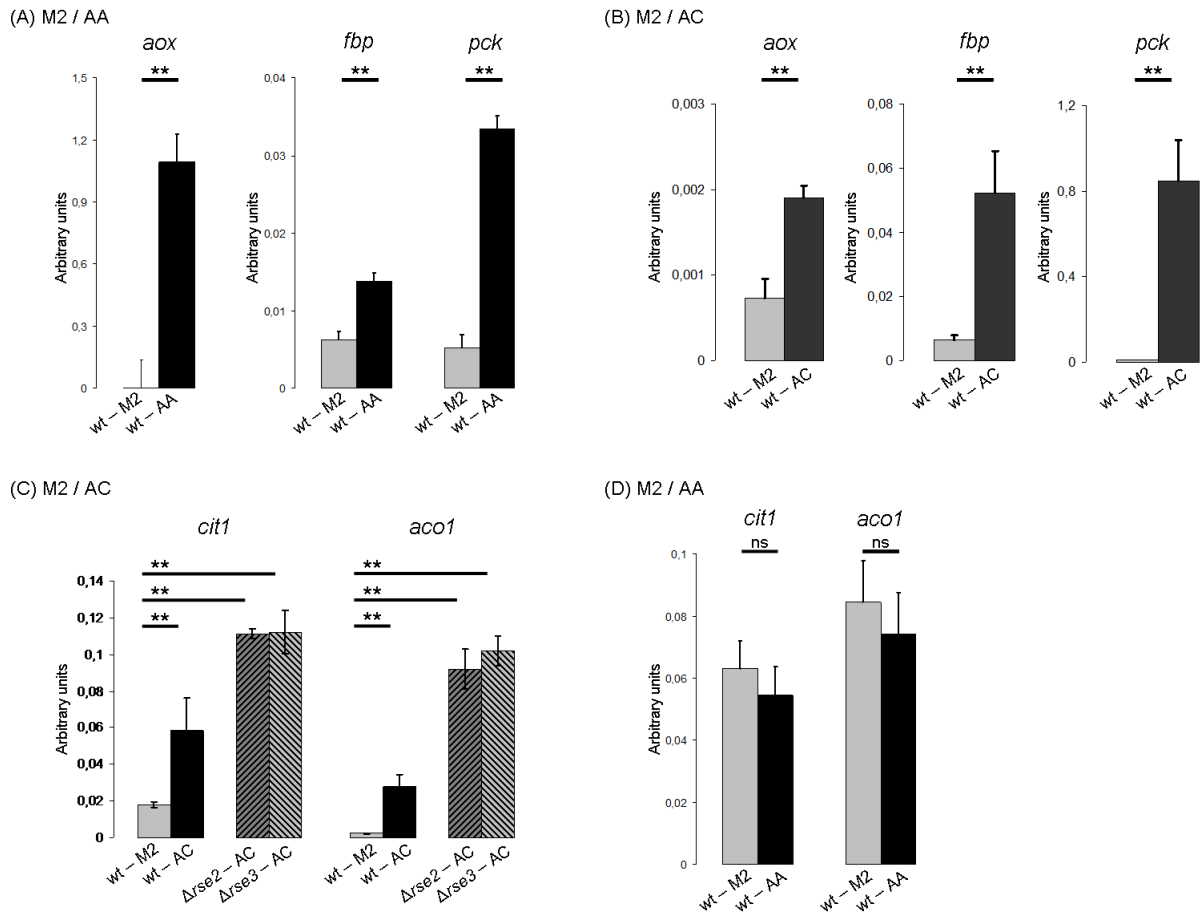 (A) M2 / AA
aox
fbp
pck
**
**
**
1,5
1,2
0,9
0,6
0,3
0
Arbitrary units
wt – M2
wt – AA
0,04
0,03
0,02
0,01
0
Arbitrary units
wt – M2
wt – AA
wt – M2
wt – AA
(B) M2 / AC
aox
fbp
pck
**
**
**
0,003
0,002
0,001
0
Arbitrary units
wt – M2
wt – AC
0,08
0,06
0,04
0,02
0
Arbitrary units
wt – M2
wt – AC
1,2
0,8
0,4
0
Arbitrary units
wt – M2
wt – AC
(C) M2 / AC
cit1
aco1
**
**
**
**
**
**
0,14
0,12
0,1
0,08
0,06
0,04
0,02
0
Arbitrary units
wt – M2
wt – AC
Δrse2 – AC
Δrse3 – AC
wt – M2
wt – AC
Δrse2 – AC
Δrse3 – AC
(D) M2 / AA
cit1
aco1
ns
ns
0,1
0,08
0,06
0,04
0,02
0
Arbitrary units
wt – M2
wt – AA
wt – M2
wt – AA